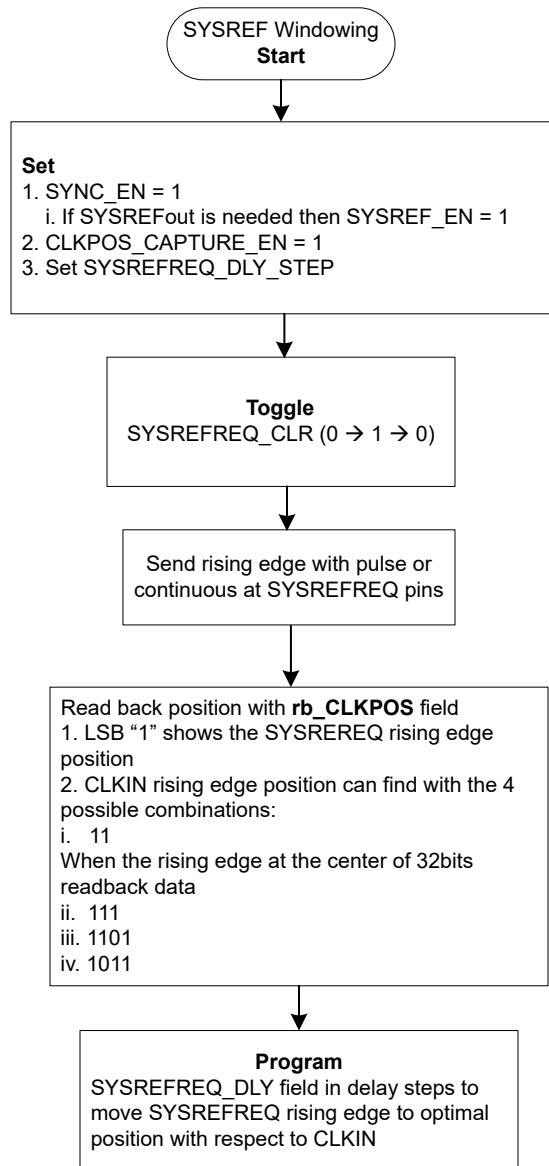 SYSREF Windowing
Start
Set
1. SYNC_EN = 1
i. If SYSREFout is needed then SYSREF_EN = 1
2. CLKPOS_CAPTURE_EN = 1
3. Set SYSREFREQ_DLY_STEP
Toggle
SYSREFREQ_CLR (0 → 1 → 0)
Send rising edge with pulse or
continuous at SYSREFREQ pins
Read back position with rb_CLKPOS field
1. LSB “1” shows the SYSREREQ rising edge
position
2. CLKIN rising edge position can find with the 4
possible combinations:
i. 11
When the rising edge at the center of 32bits
readback data
ii. 111
iii. 1101
iv. 1011
Program
SYSREFREQ_DLY field in delay steps to
move SYSREFREQ rising edge to optimal
position with respect to CLKIN